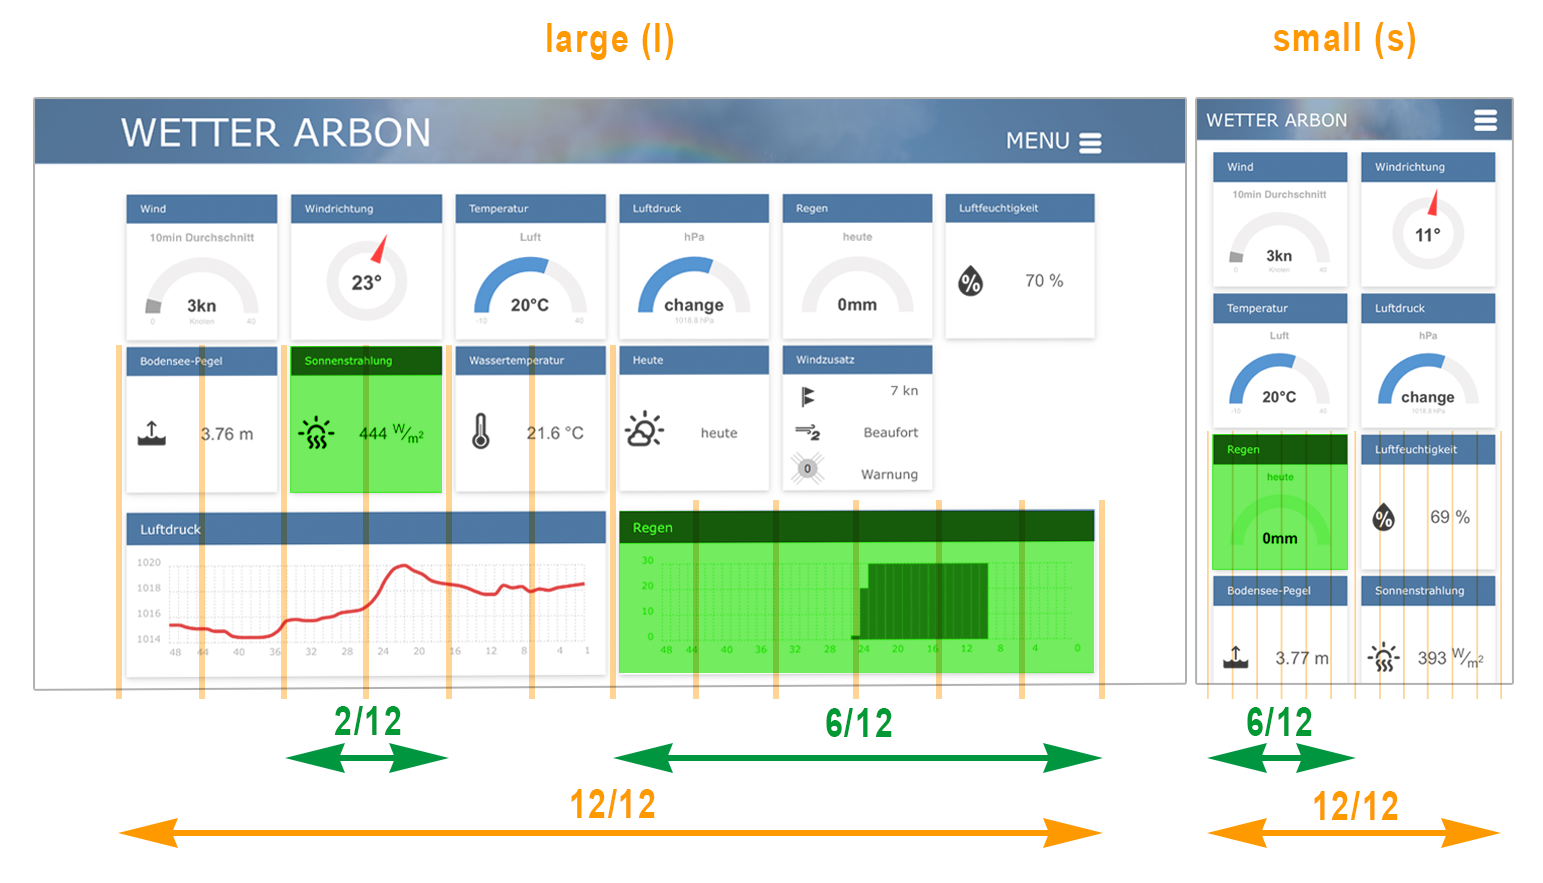 large (l)
small (s)
WETTER ARBON
MENU
Wind
Windrichtung
Temperatur
Luftdruck
Regen
Luftfeuchtigkeit
10min Durchschnitt
Luft
hPa
heute
23°
70 %
3kn
20°C
change
0mm
0 Knoten 40
-10 40
1018.8 hPa
Bodensee-Pegel
Sonnenstrahlung
Wassertemperatur
Heute
Windzusatz
3.76 m
444 W/m²
21.6 °C
heute
7 kn
2 Beaufort
0 Warnung
Luftdruck
1020
1018
1016
1014
48 44 40 36 32 28 24 20 16 12 8 4 1
Regen
30
20
10
0
48 44 40 36 32 28 24 20 16 12 8 4 0
WETTER ARBON
Wind
Windrichtung
10min Durchschnitt
11°
3kn
0 Knoten 40
Temperatur
Luftdruck
Luft
hPa
20°C
change
-10 40
1018.8 hPa
Regen
Luftfeuchtigkeit
heute
0mm
69 %
Bodensee-Pegel
Sonnenstrahlung
3.77 m
393 W/m²
2/12
6/12
6/12
12/12
12/12